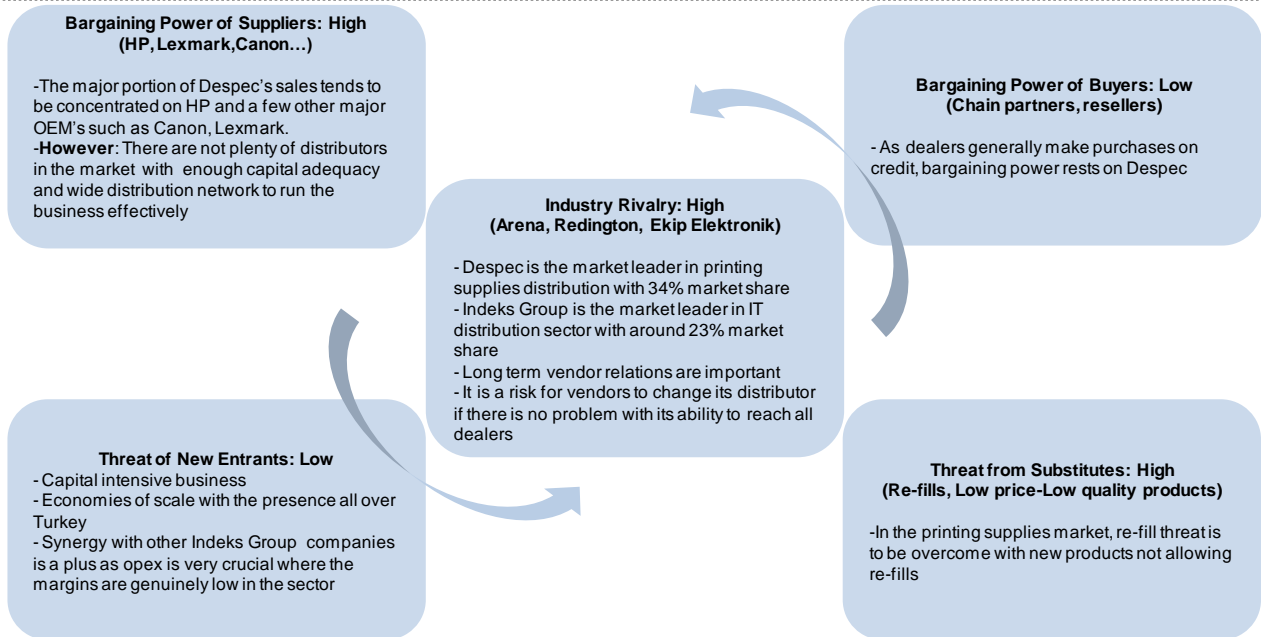 Bargaining Power of Suppliers: High
(HP, Lexmark,Canon…)
-The major portion of Despec's sales tends to
be concentrated on HP and a few other major
OEM's such as Canon, Lexmark.
-However: There are not plenty of distributors
in the market with enough capital adequacy
and wide distribution network to run the
business effectively
Bargaining Power of Buyers: Low
(Chain partners, resellers)
- As dealers generally make purchases on
credit, bargaining power rests on Despec
Industry Rivalry: High
(Arena, Redington, Ekip Elektronik)
- Despec is the market leader in printing
supplies distribution with 34% market share
- Indeks Group is the market leader in IT
distribution sector with around 23% market
share
- Long term vendor relations are important
- It is a risk for vendors to change its distributor
if there is no problem with its ability to reach all
dealers
Threat of New Entrants: Low
- Capital intensive business
- Economies of scale with the presence all over
Turkey
- Synergy with other Indeks Group companies
is a plus as opex is very crucial where the
margins are genuinely low in the sector
Threat from Substitutes: High
(Re-fills, Low price-Low quality products)
-In the printing supplies market, re-fill threat is
to be overcome with new products not allowing
re-fills